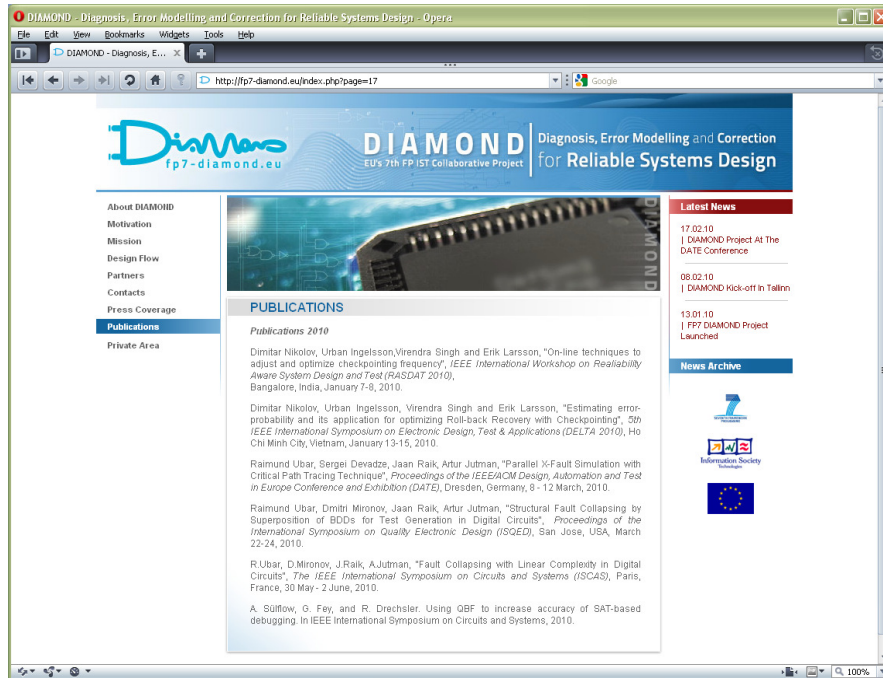 DIAMOND - Diagnosis, Error Modelling and Correction for Reliable Systems Design - Opera
File Edit View Bookmarks Widgets Tools Help
DIAMOND - Diagnosis, E...
http://fp7-diamond.eu/index.php?page=17
Google
Diamond
fp7-diamond.eu
DIAMOND
EU's 7th FP IST Collaborative Project
Diagnosis, Error Modelling and Correction
for Reliable Systems Design
About DIAMOND
Motivation
Mission
Design Flow
Partners
Contacts
Press Coverage
Publications
Private Area
DIAMOND
PUBLICATIONS
Publications 2010
Dimitar Nikolov, Urban Ingelsson,Virendra Singh and Erik Larsson, "On-line techniques to
adjust and optimize checkpointing frequency", IEEE International Workshop on Realiability
Aware System Design and Test (RASDAT 2010),
Bangalore, India, January 7-8, 2010.
Dimitar Nikolov, Urban Ingelsson, Virendra Singh and Erik Larsson, "Estimating error-
probability and its application for optimizing Roll-back Recovery with Checkpointing", 5th
IEEE International Symposium on Electronic Design, Test & Applications (DELTA 2010), Ho
Chi Minh City, Vietnam, January 13-15, 2010.
Raimund Ubar, Sergei Devadze, Jaan Raik, Artur Jutman, "Parallel X-Fault Simulation with
Critical Path Tracing Technique", Proceedings of the IEEE/ACM Design, Automation and Test
in Europe Conference and Exhibition (DATE), Dresden, Germany, 8 - 12 March, 2010.
Raimund Ubar, Dmitri Mironov, Jaan Raik, Artur Jutman, "Structural Fault Collapsing by
Superposition of BDDs for Test Generation in Digital Circuits", Proceedings of the
International Symposium on Quality Electronic Design (ISQED), San Jose, USA, March
22-24, 2010.
R.Ubar, D.Mironov, J.Raik, A.Jutman, "Fault Collapsing with Linear Complexity in Digital
Circuits", The IEEE International Symposium on Circuits and Systems (ISCAS), Paris,
France, 30 May - 2 June, 2010.
A. Sülflow, G. Fey, and R. Drechsler. Using QBF to increase accuracy of SAT-based
debugging. In IEEE International Symposium on Circuits and Systems, 2010.
Latest News
17.02.10
| DIAMOND Project At The
DATE Conference
08.02.10
| DIAMOND Kick-off In Tallinn
13.01.10
| FP7 DIAMOND Project
Launched
News Archive
7
Information Society
Technologies
100%